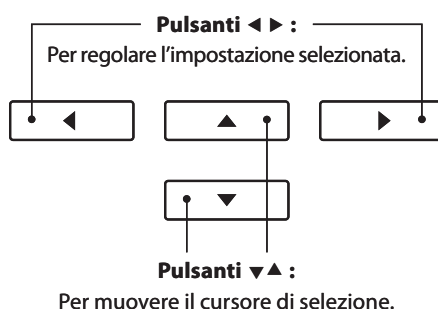 Pulsanti ◀ ▶ :
Per regolare l’impostazione selezionata.
Pulsanti ▼▲ :
Per muovere il cursore di selezione.